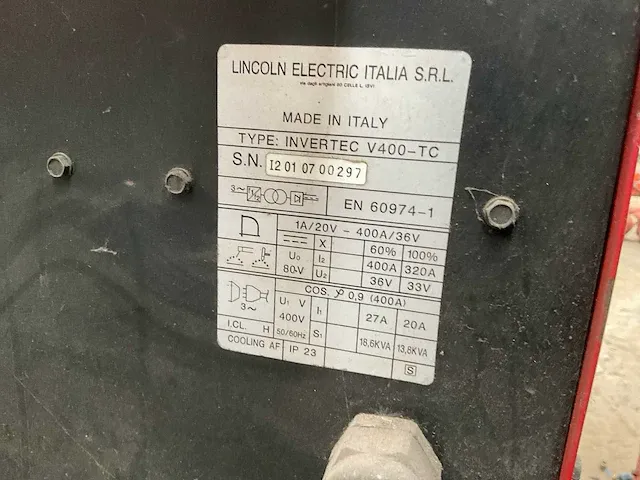 LINCOLN ELECTRIC ITALIA S.R.L.
MADE IN ITALY
TYPE: INVERTEC V400-TC
S.N. I2 01 07 00297
3~ EN 60974-1
1A/20V - 400A/36V
X 60% 100%
U0 80V I2 400A 320A
U2 36V 33V
COS. φ 0,9 (400A)
3~ U1 V 400V I1 27A 20A
I.CL. H 50/60Hz S1 18,6KVA 13,8KVA
COOLING AF IP 23 S